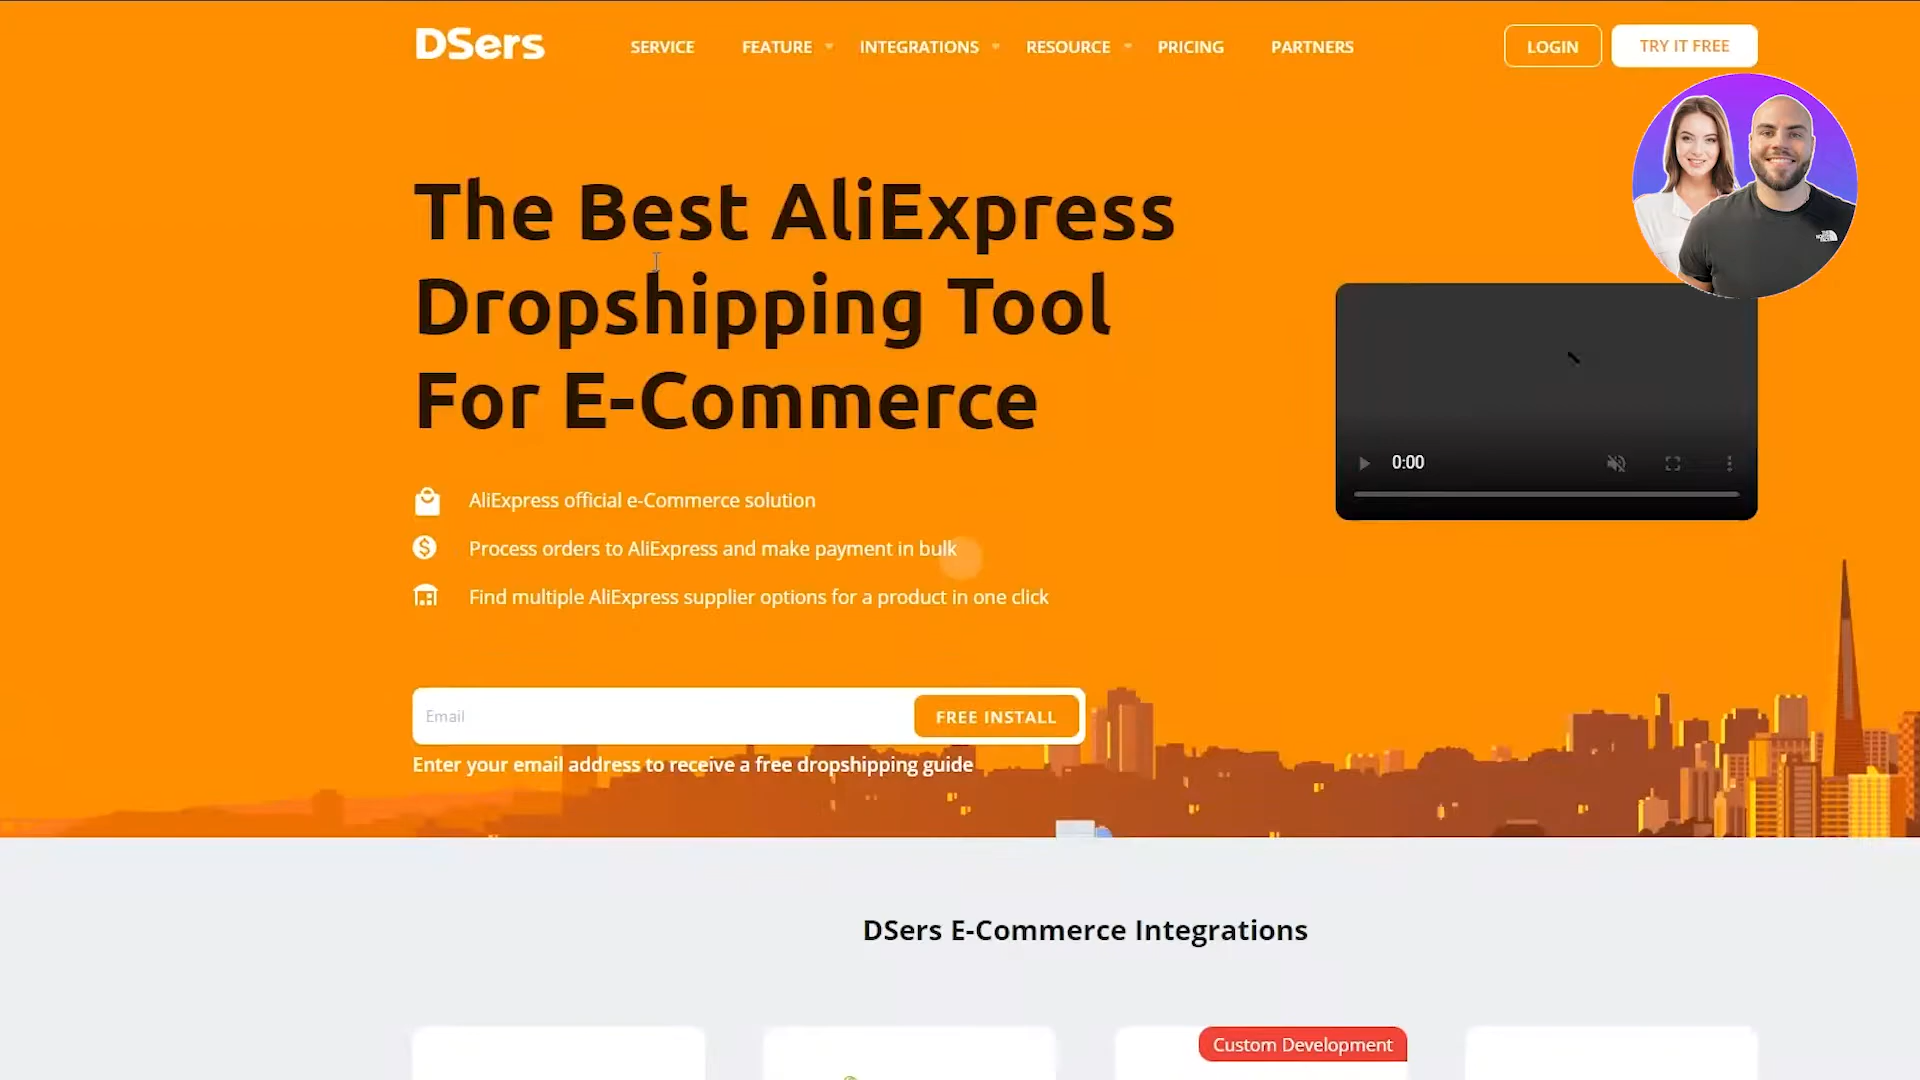 DSers
SERVICE
FEATURE
INTEGRATIONS
RESOURCE
PRICING
PARTNERS
LOGIN
TRY IT FREE
The Best AliExpress
Dropshipping Tool
For E-Commerce
0:00
AliExpress official e-Commerce solution
Process orders to AliExpress and make payment in bulk
Find multiple AliExpress supplier options for a product in one click
Email
FREE INSTALL
Enter your email address to receive a free dropshipping guide
DSers E-Commerce Integrations
Custom Development